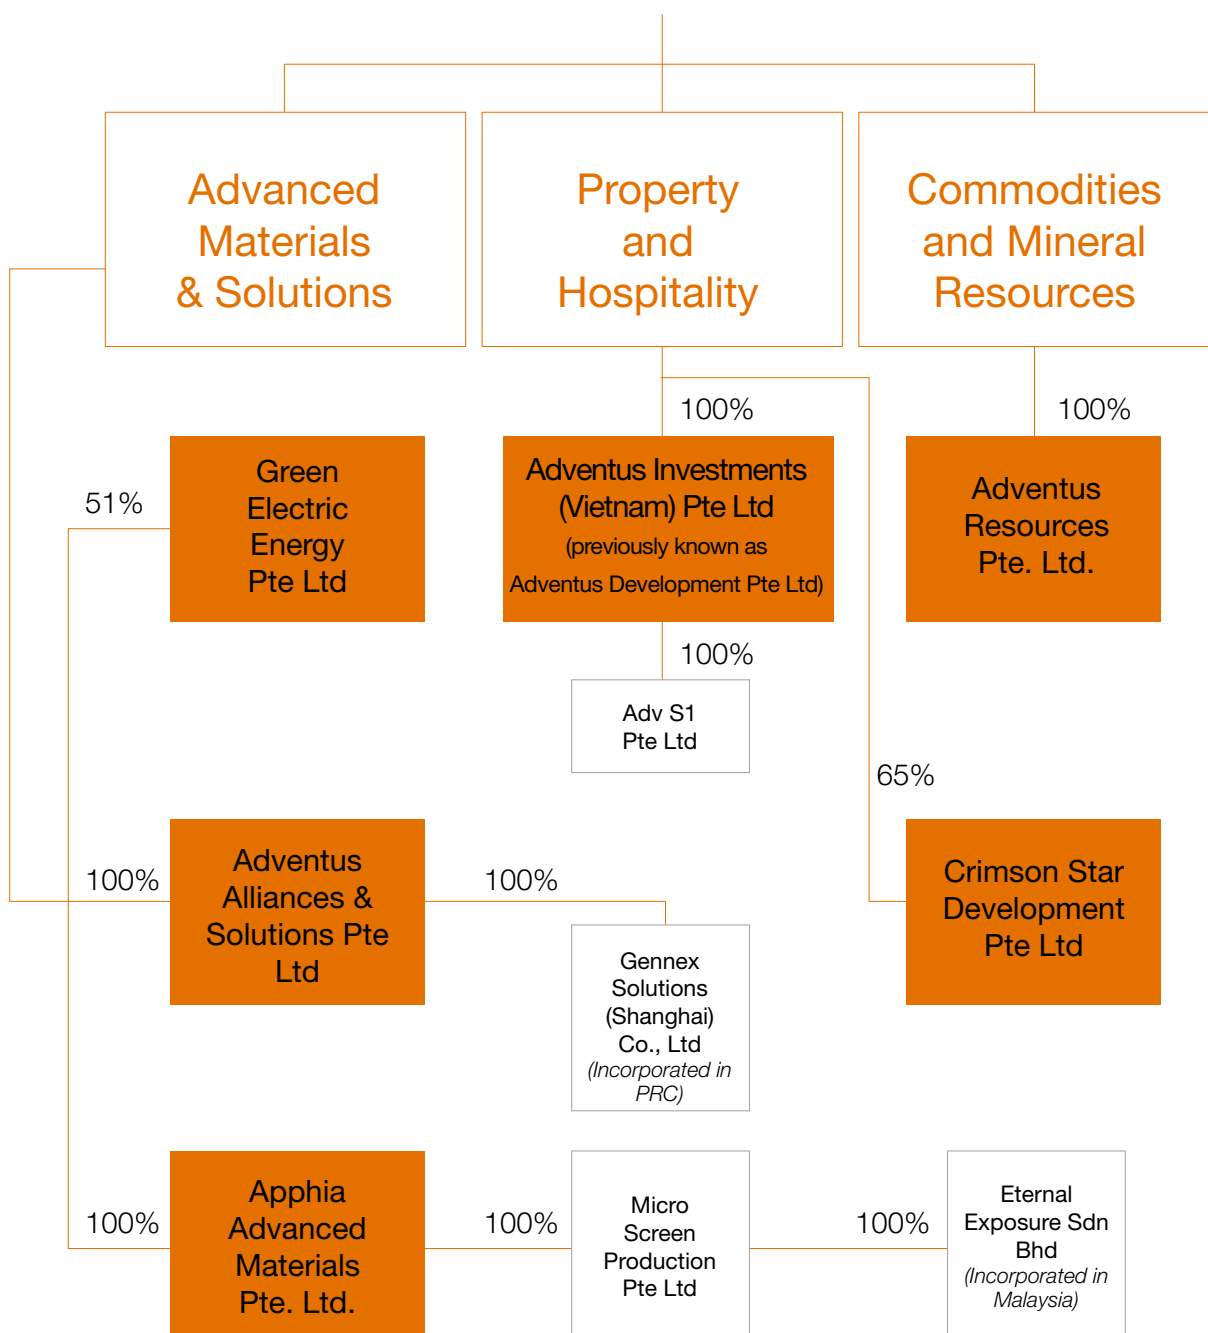 Advanced
Materials
& Solutions
Property
and
Hospitality
Commodities
and Mineral
Resources
100%
100%
51%
Green
Electric
Energy
Pte Ltd
Adventus Investments
(Vietnam) Pte Ltd
(previously known as
Adventus Development Pte Ltd)
Adventus
Resources
Pte. Ltd.
100%
Adv S1
Pte Ltd
65%
100%
Adventus
Alliances &
Solutions Pte
Ltd
100%
Crimson Star
Development
Pte Ltd
Gennex
Solutions
(Shanghai)
Co., Ltd
(Incorporated in
PRC)
100%
Apphia
Advanced
Materials
Pte. Ltd.
100%
Micro
Screen
Production
Pte Ltd
100%
Eternal
Exposure Sdn
Bhd
(Incorporated in
Malaysia)